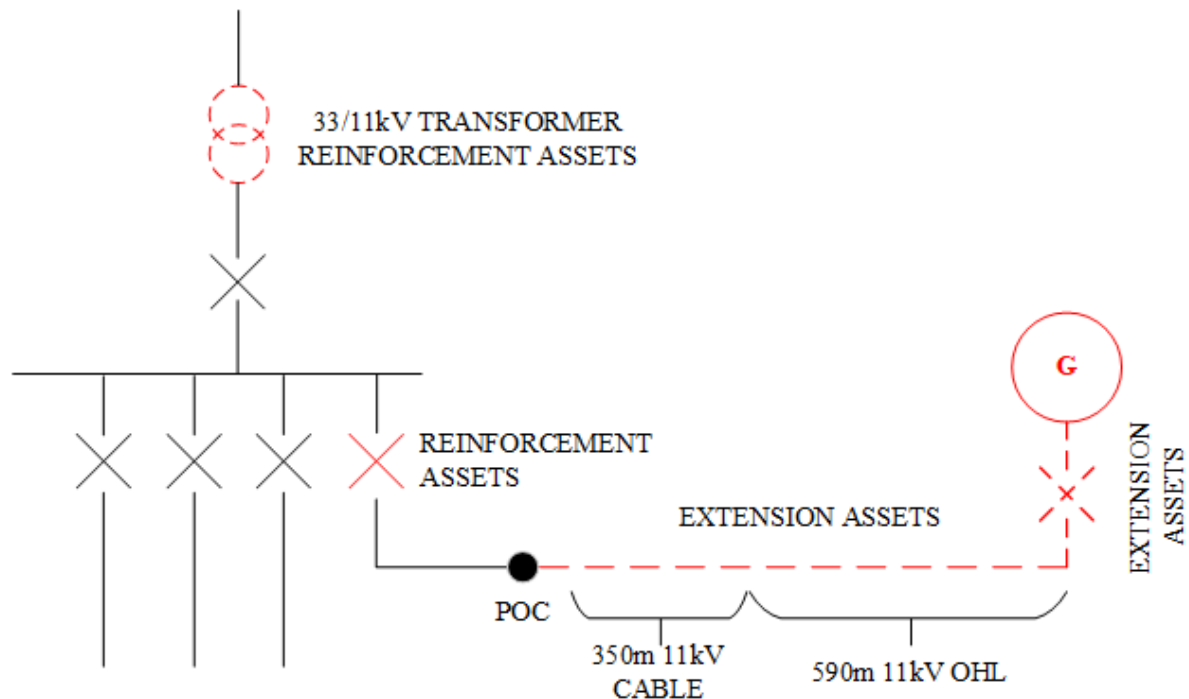 33/11kV TRANSFORMER
REINFORCEMENT ASSETS
G
REINFORCEMENT
ASSETS
EXTENSION ASSETS
EXTENSION
ASSETS
POC
350m 11kV
CABLE
590m 11kV OHL